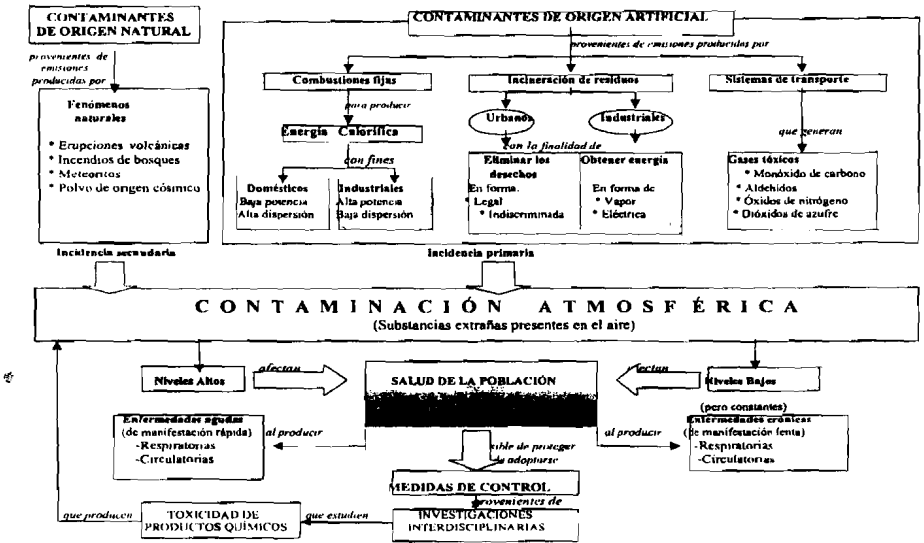 CONTAMINANTES
DE ORIGEN NATURAL
provenientes de
emisiones
producidas por
Fenómenos
naturales
* Erupciones volcánicas
* Incendios de bosques
* Meteoritos
* Polvo de origen cósmico
Incidencia secundaria
CONTAMINANTES DE ORIGEN ARTIFICIAL
provenientes de emisiones producidas por
Combustiones fijas
para producir
Energía Calorífica
con fines
Domésticos
Baja potencia
Alta dispersión
Industriales
Alta potencia
Baja dispersión
Incineración de residuos
Urbanos
Industriales
con la finalidad de
Eliminar los
desechos
En forma.
* Legal
* Indiscriminada
Obtener energía
En forma de
* Vapor
* Eléctrica
Sistemas de transporte
que generan
Gases tóxicos
* Monóxido de carbono
* Aldehidos
* Óxidos de nitrógeno
* Dióxidos de azufre
Incidencia primaria
CONTAMINACIÓN ATMOSFÉRICA
(Substancias extrañas presentes en el aire)
Niveles Altos
afectan
SALUD DE LA POBLACIÓN
afectan
Niveles Bajos
(pero constantes)
Enfermedades agudas
(de manifestación rápida)
-Respiratorias
-Circulatorias
al producir
al producir
Enfermedades crónicas
(de manifestación lenta)
-Respiratorias
-Circulatorias
de proteger
adoptarse
MEDIDAS DE CONTROL
provenientes de
INVESTIGACIONES
INTERDISCIPLINARIAS
que estudien
TOXICIDAD DE
PRODUCTOS QUÍMICOS
que producen